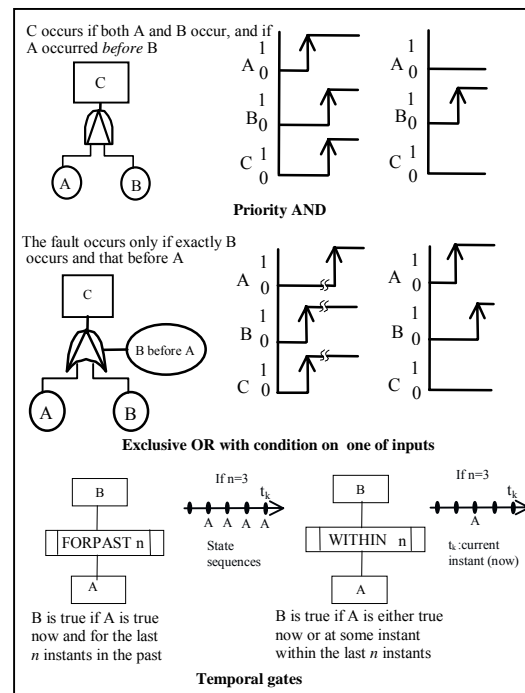 C occurs if both A and B occur, and if
A occurred before B
C
A
B
1
A 0
1
B 0
1
C 0
1
A 0
1
B 0
1
C 0
Priority AND
The fault occurs only if exactly B
occurs and that before A
C
B before A
A
B
1
A 0
1
B 0
1
C 0
1
A 0
1
B 0
1
C 0
Exclusive OR with condition on one of inputs
B
FORPAST n
A
If n=3
tk
A A A A
State
sequences
B is true if A is true
now and for the last
n instants in the past
B
WITHIN n
A
If n=3
tk
A
tk:current
instant (now)
B is true if A is either true
now or at some instant
within the last n instants
Temporal gates